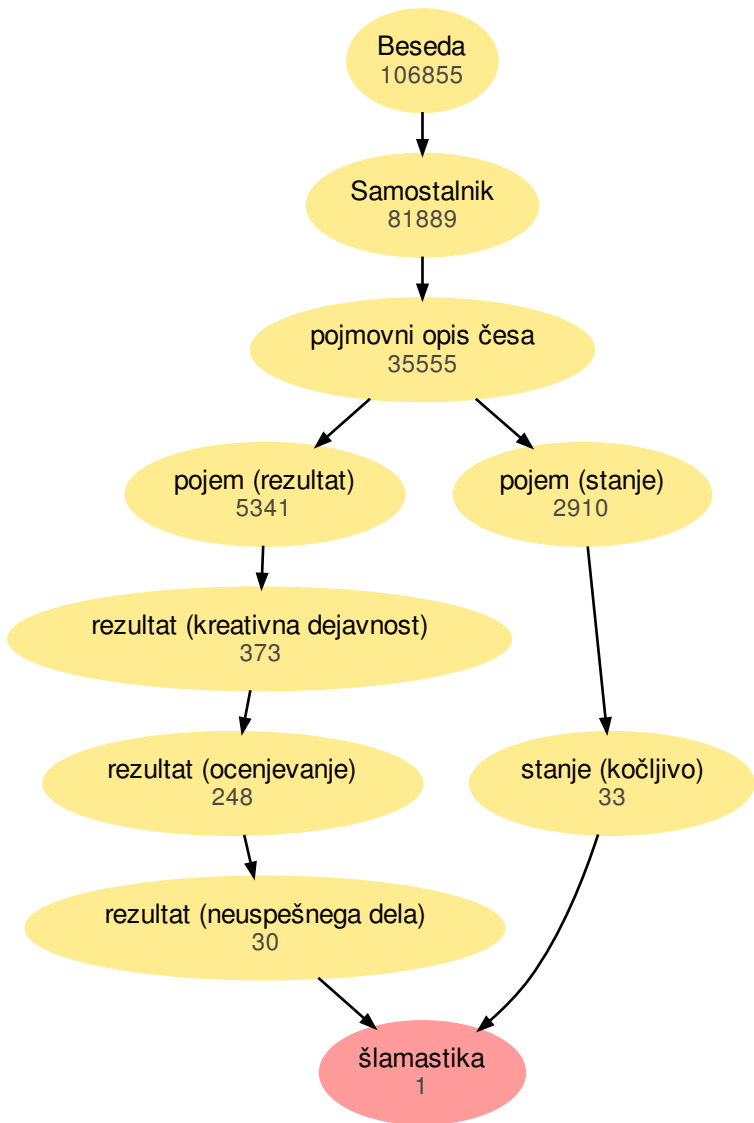 Beseda
106855
Samostalnik
81889
pojmovni opis česa
35555
pojem (rezultat)
5341
pojem (stanje)
2910
rezultat (kreativna dejavnost)
373
rezultat (ocenjevanje)
248
stanje (kočljivo)
33
rezultat (neuspešnega dela)
30
šlamastika
1